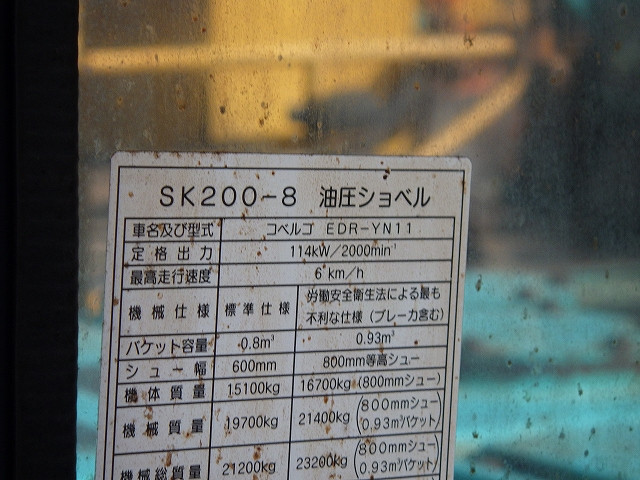 SK200-8 油圧ショベル
車名及び型式 コベルコ EDR-YN11
定格出力 114kW/2000min⁻¹
最高走行速度 6 km/h
機械仕様 標準仕様 労働安全衛生法による最も
不利な仕様 (ブレーカ含む)
バケット容量 0.8m³ 0.93m³
シュー幅 600mm 800mm等高シュー
機体質量 15100kg 16700kg (800mmシュー)
機械質量 19700kg 21400kg (800mmシュー
0.93m³バケット)
機械総質量 21200kg 23200kg (800mmシュー
0.93m³バケット)